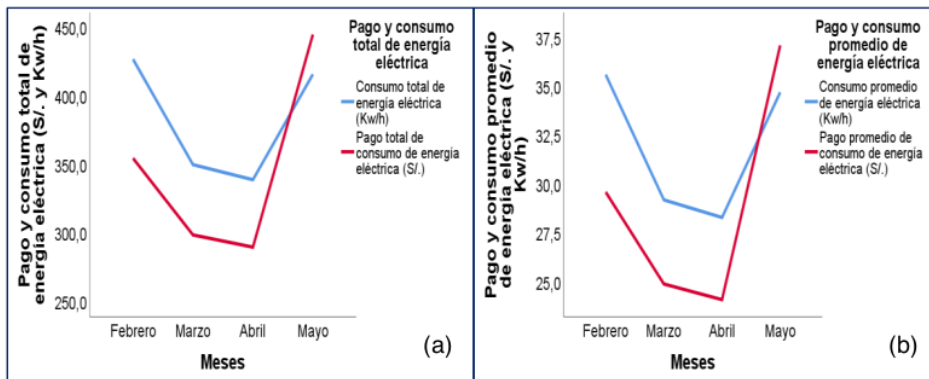 Pago y consumo total de
energía eléctrica (S/. y Kw/h)
450,0
400,0
350,0
300,0
250,0
Febrero Marzo Abril Mayo
Meses
Pago y consumo
total de energía
eléctrica
Consumo total de
energía eléctrica
(Kw/h)
Pago total de
consumo de energía
eléctrica (S/.)
(a)
Pago y consumo promedio
de energía eléctrica (S/. y
Kw/h)
37,5
35,0
32,5
30,0
27,5
25,0
Febrero Marzo Abril Mayo
Meses
Pago y consumo
promedio de
energía eléctrica
Consumo promedio
de energía eléctrica
(Kw/h)
Pago promedio de
consumo de energía
eléctrica (S/.)
(b)